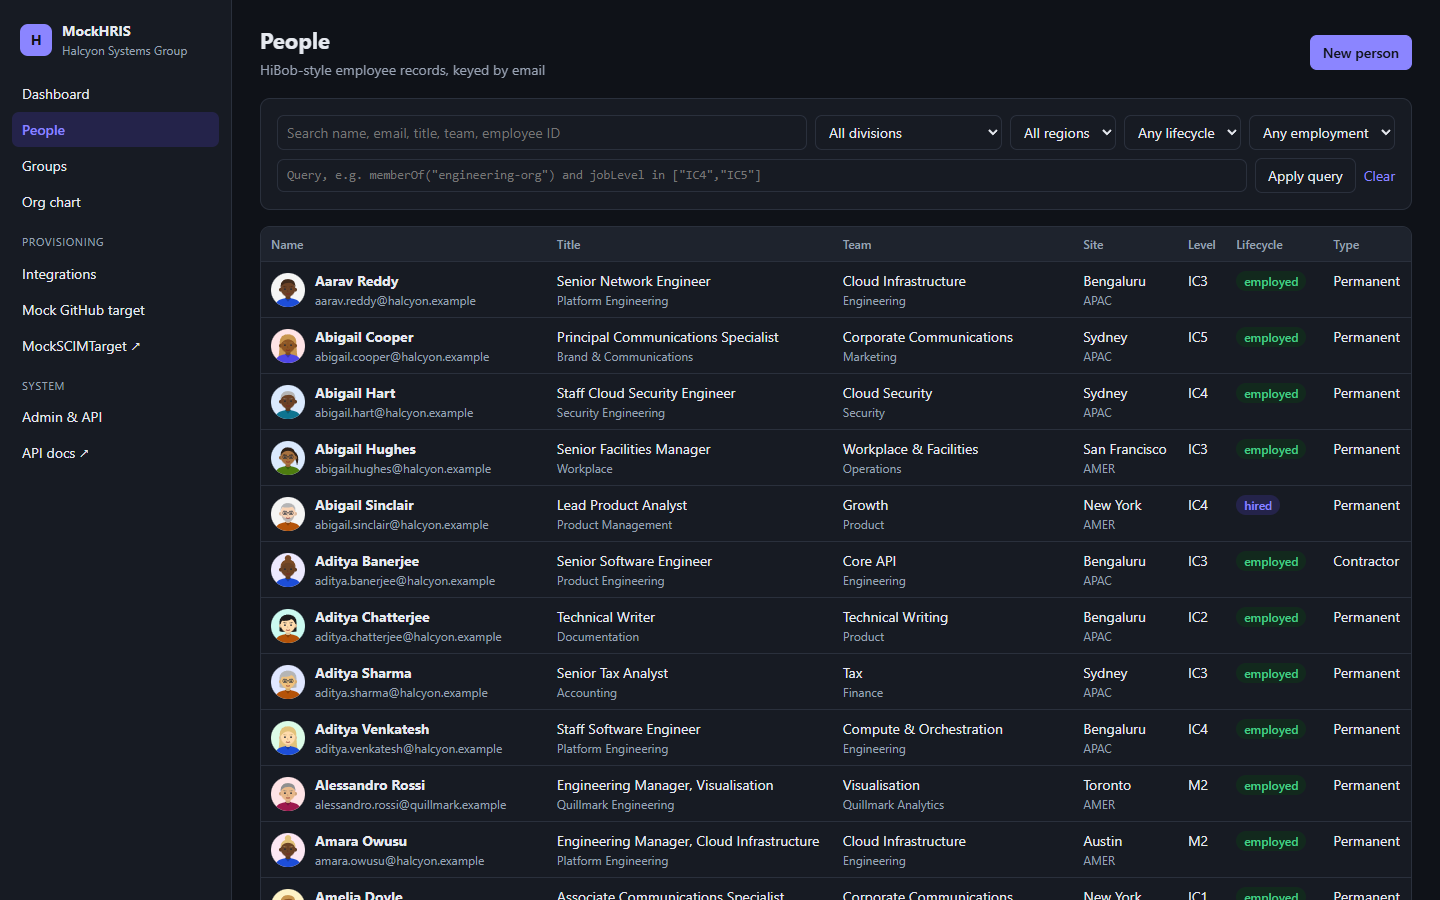 H
MockHRIS
Halcyon Systems Group
Dashboard
People
Groups
Org chart
PROVISIONING
Integrations
Mock GitHub target
MockSCIMTarget ↗
SYSTEM
Admin & API
API docs ↗
People
HiBob-style employee records, keyed by email
New person
Search name, email, title, team, employee ID
All divisions
All regions
Any lifecycle
Any employment
Query, e.g. memberOf("engineering-org") and jobLevel in ["IC4","IC5"]
Apply query
Clear
Name Title Team Site Level Lifecycle Type
Aarav Reddy Senior Network Engineer Cloud Infrastructure Bengaluru IC3 employed Permanent
aarav.reddy@halcyon.example Platform Engineering Engineering APAC
Abigail Cooper Principal Communications Specialist Corporate Communications Sydney IC5 employed Permanent
abigail.cooper@halcyon.example Brand & Communications Marketing APAC
Abigail Hart Staff Cloud Security Engineer Cloud Security Sydney IC4 employed Permanent
abigail.hart@halcyon.example Security Engineering Security APAC
Abigail Hughes Senior Facilities Manager Workplace & Facilities San Francisco IC3 employed Permanent
abigail.hughes@halcyon.example Workplace Operations AMER
Abigail Sinclair Lead Product Analyst Growth New York IC4 hired Permanent
abigail.sinclair@halcyon.example Product Management Product AMER
Aditya Banerjee Senior Software Engineer Core API Bengaluru IC3 employed Contractor
aditya.banerjee@halcyon.example Product Engineering Engineering APAC
Aditya Chatterjee Technical Writer Technical Writing Bengaluru IC2 employed Permanent
aditya.chatterjee@halcyon.example Documentation Product APAC
Aditya Sharma Senior Tax Analyst Tax Sydney IC3 employed Permanent
aditya.sharma@halcyon.example Accounting Finance APAC
Aditya Venkatesh Staff Software Engineer Compute & Orchestration Bengaluru IC4 employed Permanent
aditya.venkatesh@halcyon.example Platform Engineering Engineering APAC
Alessandro Rossi Engineering Manager, Visualisation Visualisation Toronto M2 employed Permanent
alessandro.rossi@quillmark.example Quillmark Engineering Quillmark Analytics AMER
Amara Owusu Engineering Manager, Cloud Infrastructure Cloud Infrastructure Austin M2 employed Permanent
amara.owusu@halcyon.example Platform Engineering Engineering AMER
Amelia Doyle Associate Communications Specialist Corporate Communications New York IC1 employed Permanent